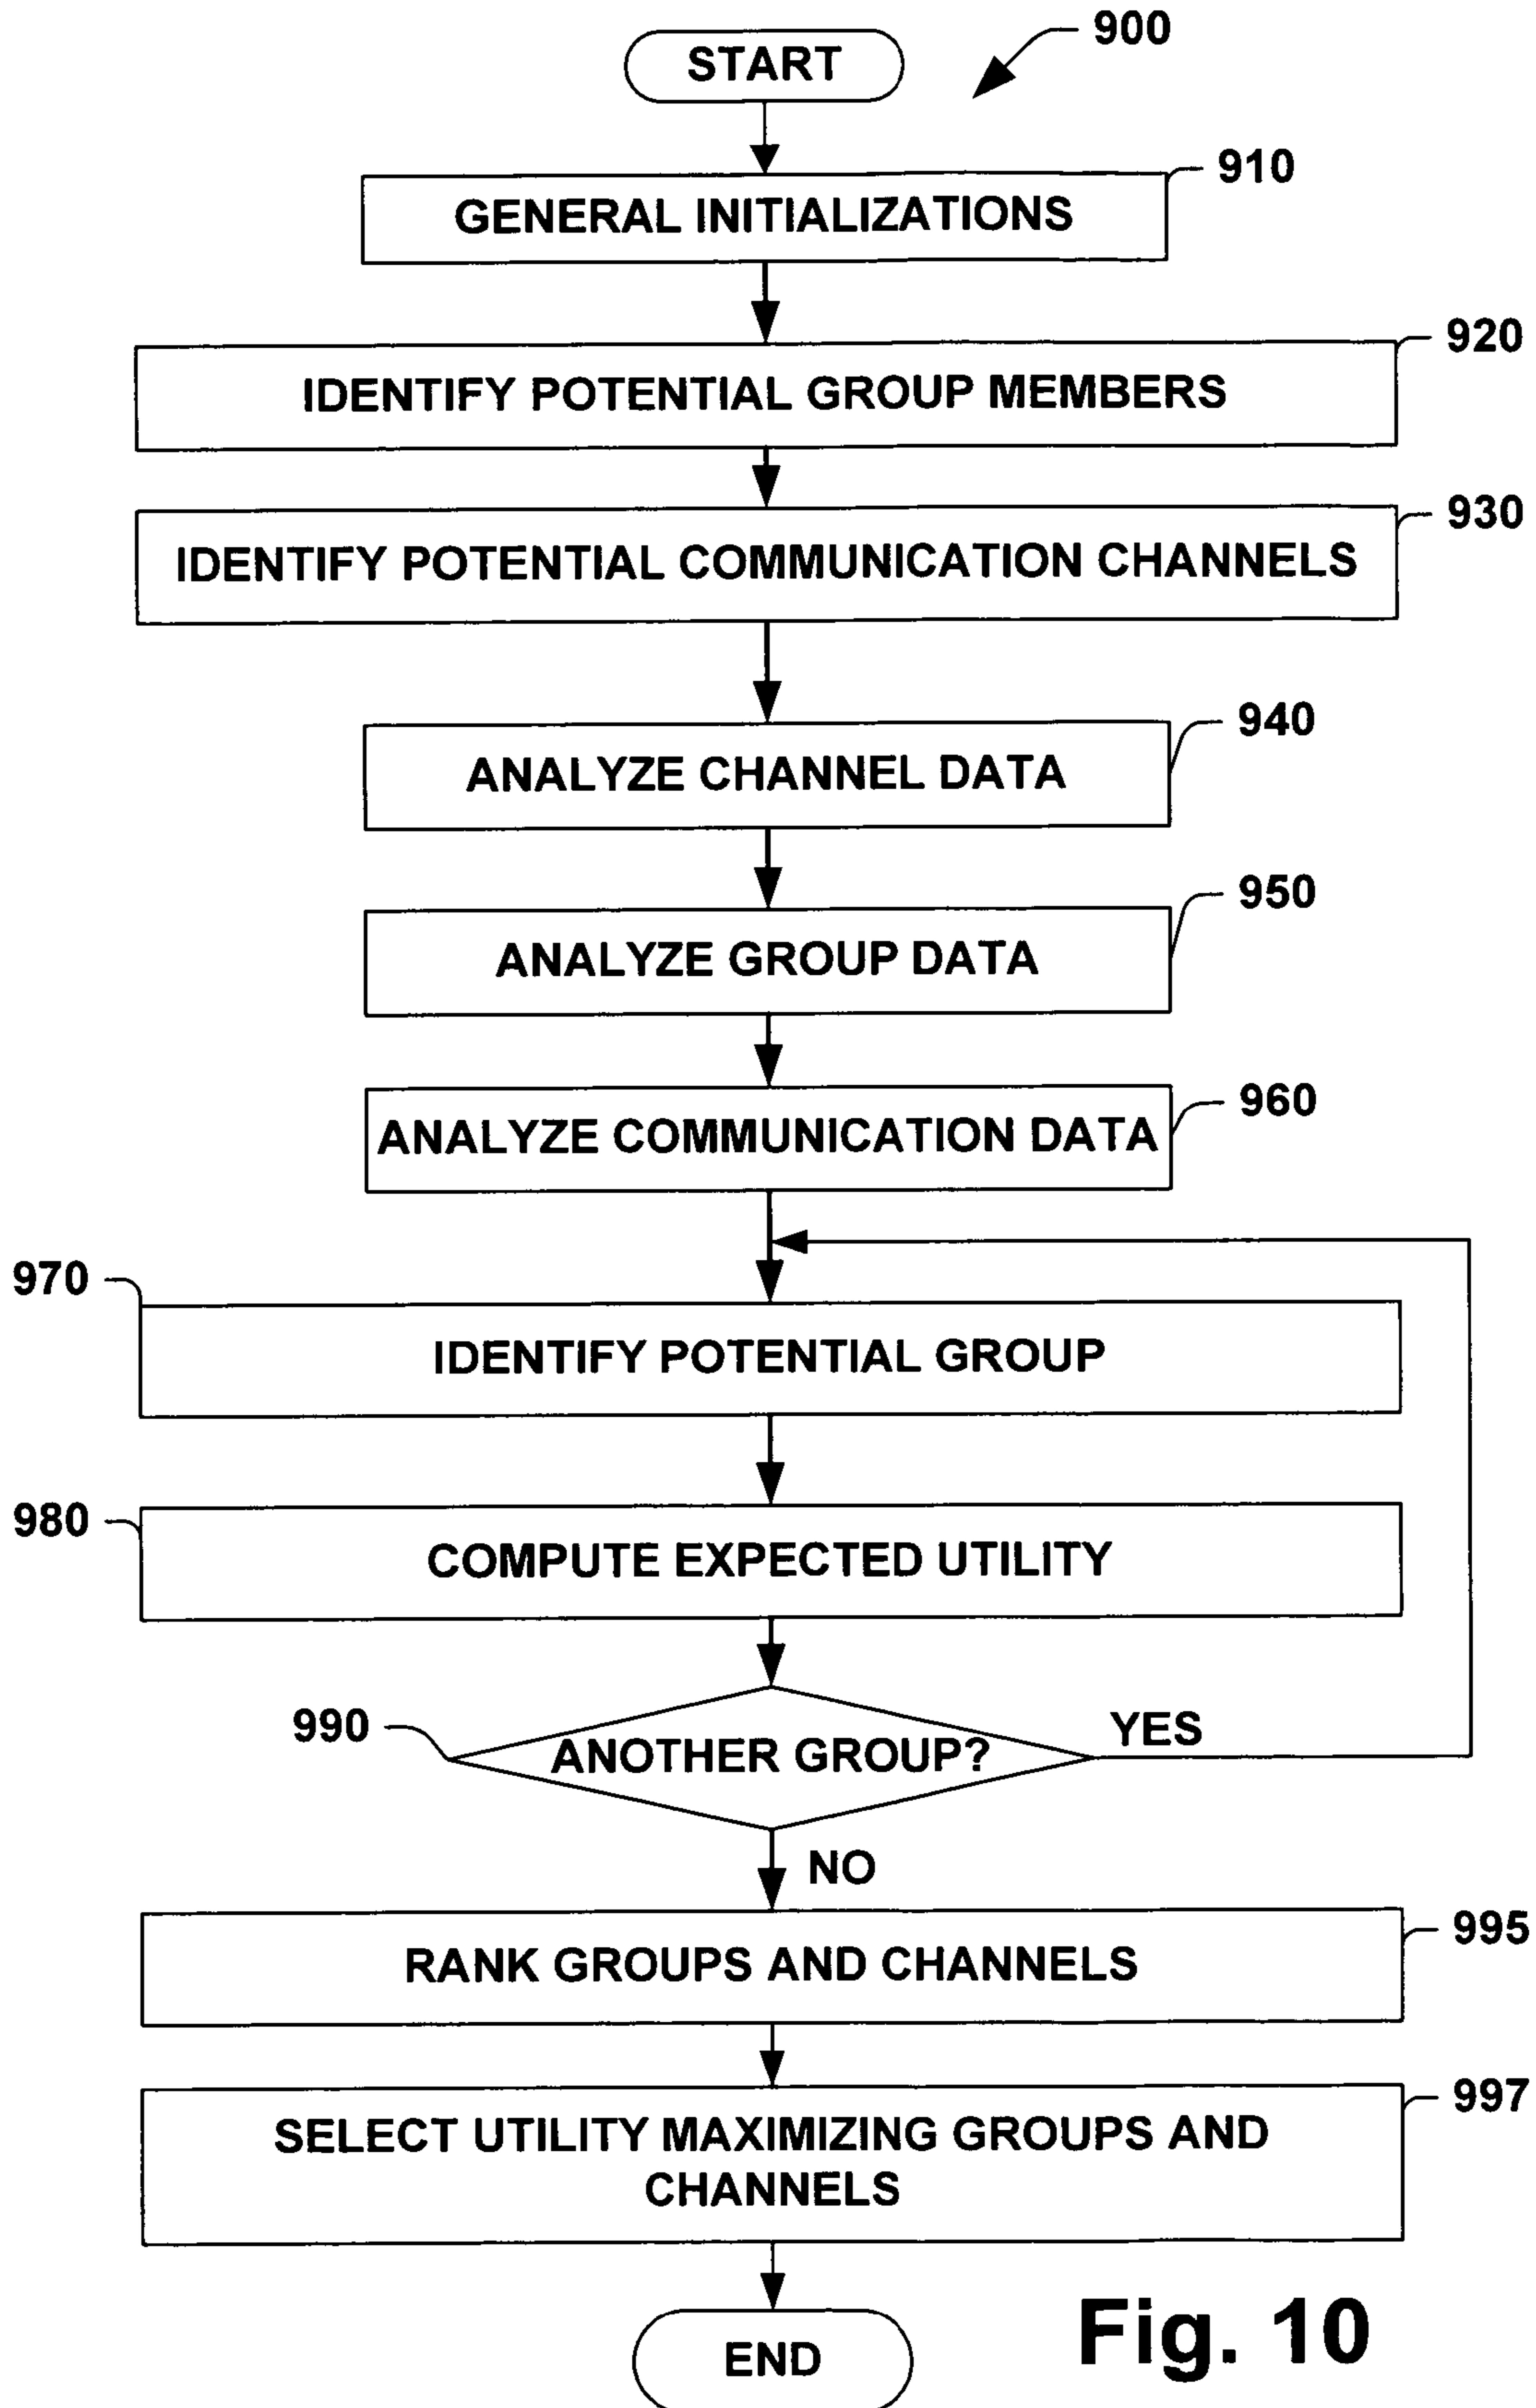 START
900
910
GENERAL INITIALIZATIONS
920
IDENTIFY POTENTIAL GROUP MEMBERS
930
IDENTIFY POTENTIAL COMMUNICATION CHANNELS
940
ANALYZE CHANNEL DATA
950
ANALYZE GROUP DATA
960
ANALYZE COMMUNICATION DATA
970
IDENTIFY POTENTIAL GROUP
980
COMPUTE EXPECTED UTILITY
990
ANOTHER GROUP?
YES
NO
995
RANK GROUPS AND CHANNELS
997
SELECT UTILITY MAXIMIZING GROUPS AND
CHANNELS
END
Fig. 10